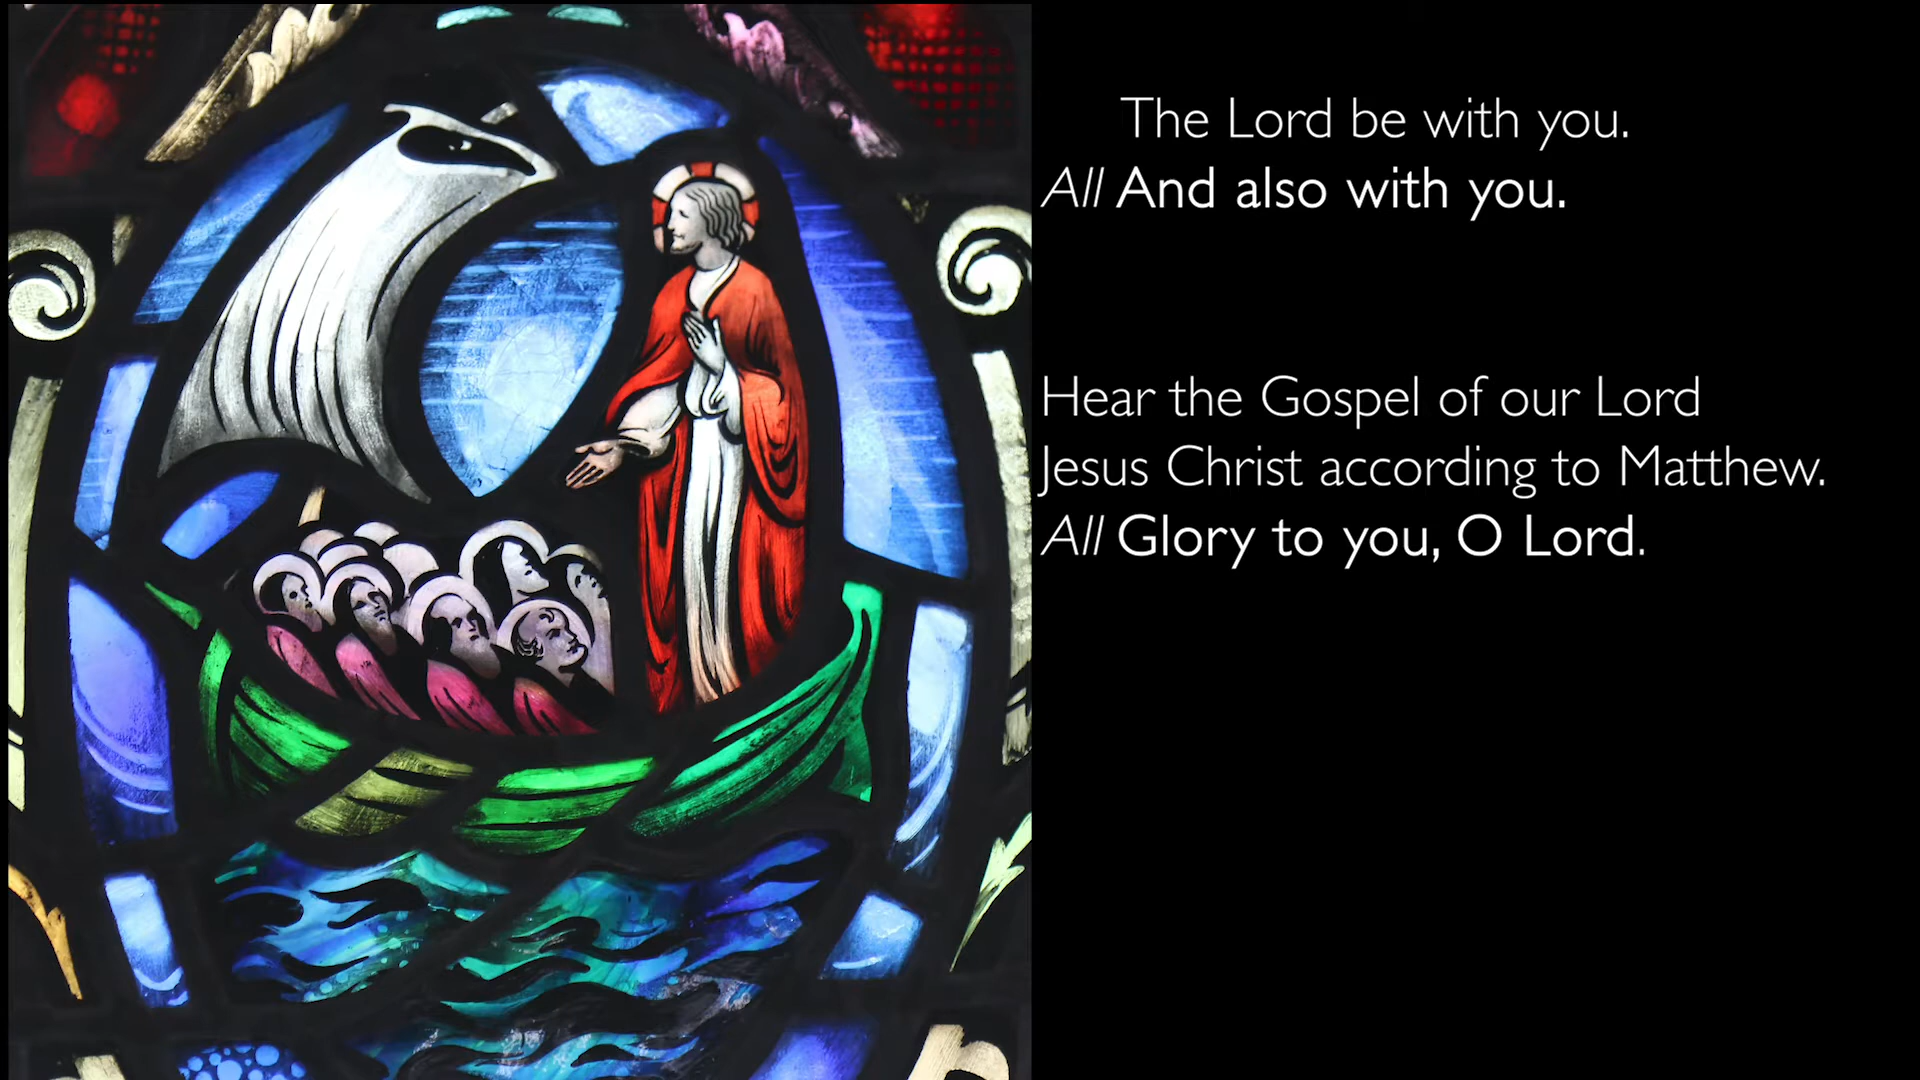 The Lord be with you.
All And also with you.
Hear the Gospel of our Lord
Jesus Christ according to Matthew.
All Glory to you, O Lord.